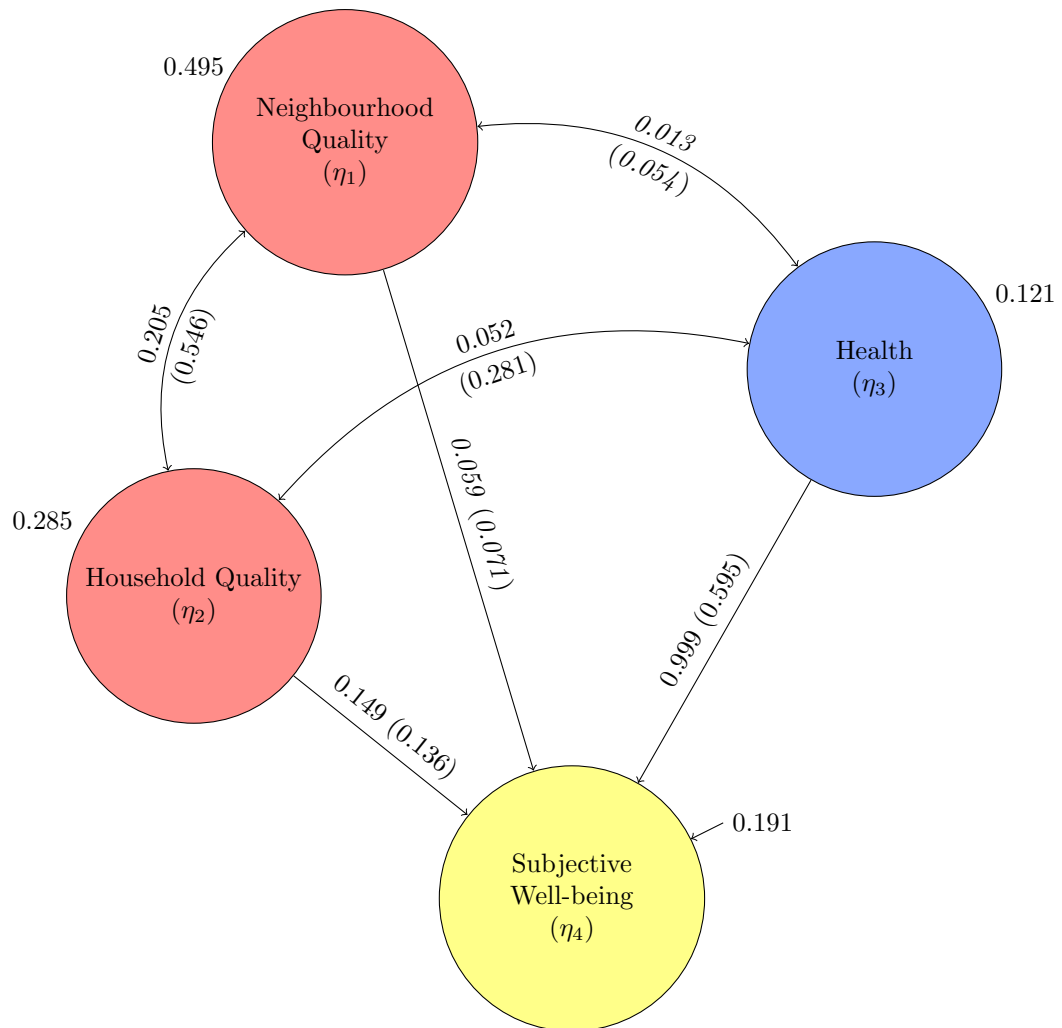 0.495
Neighbourhood
Quality
(η₁)
0.013
(0.054)
0.121
0.205
(0.546)
0.052
(0.281)
Health
(η₃)
0.059 (0.071)
0.285
Household Quality
(η₂)
0.999 (0.595)
0.149 (0.136)
0.191
Subjective
Well-being
(η₄)